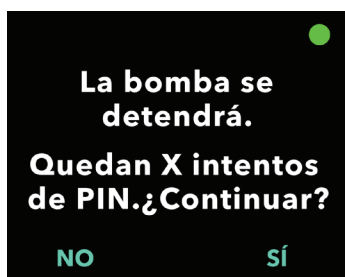 La bomba se
detendrá.
Quedan X intentos
de PIN.¿Continuar?
NO SÍ